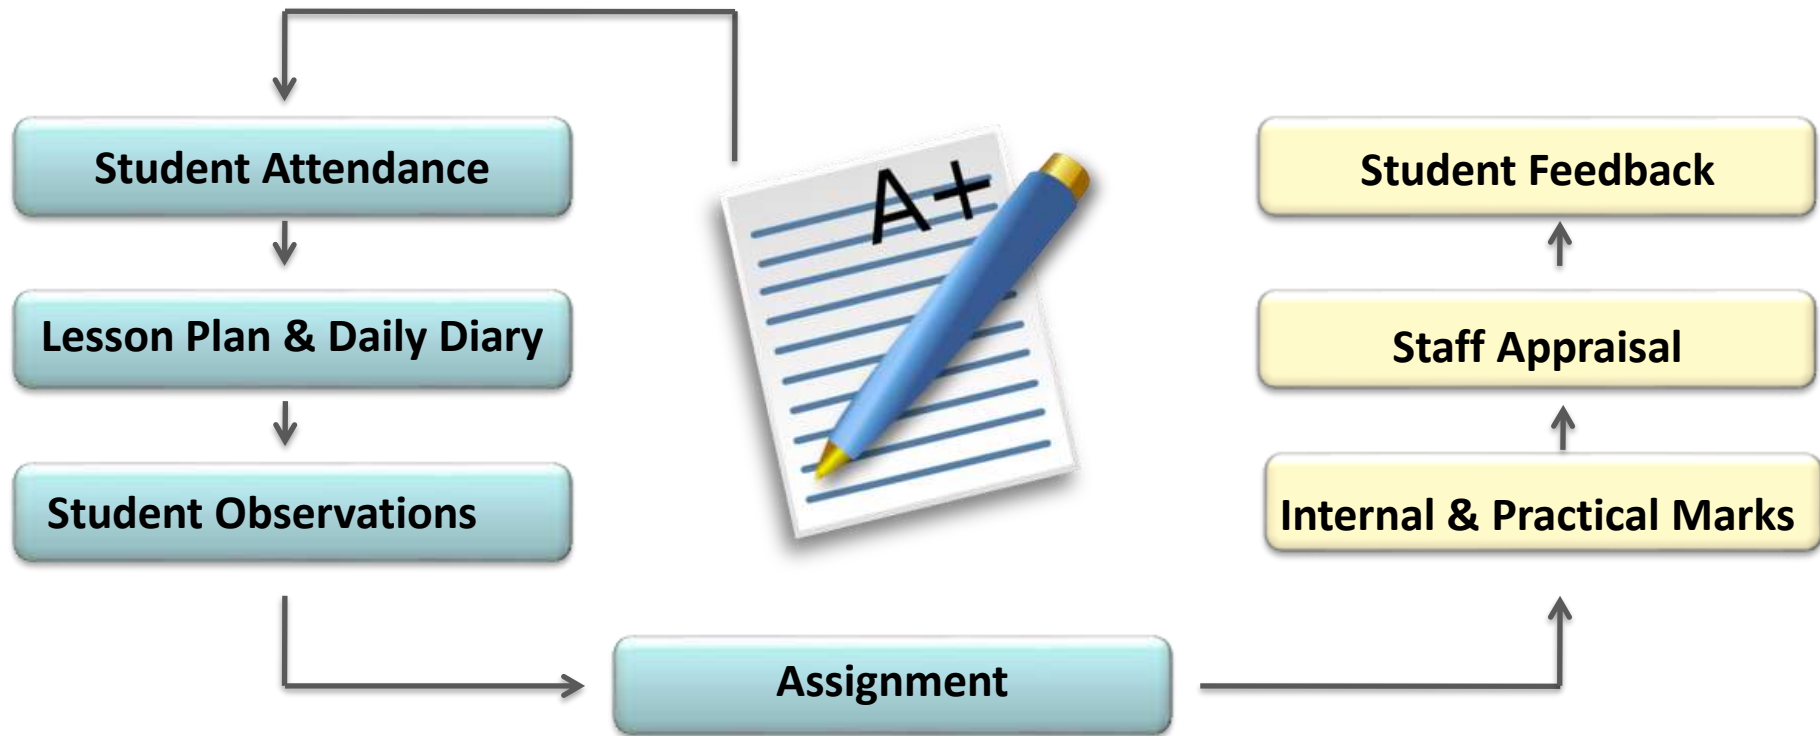 Student Attendance
Lesson Plan & Daily Diary
Student Observations
Assignment
Internal & Practical Marks
Staff Appraisal
Student Feedback
A+